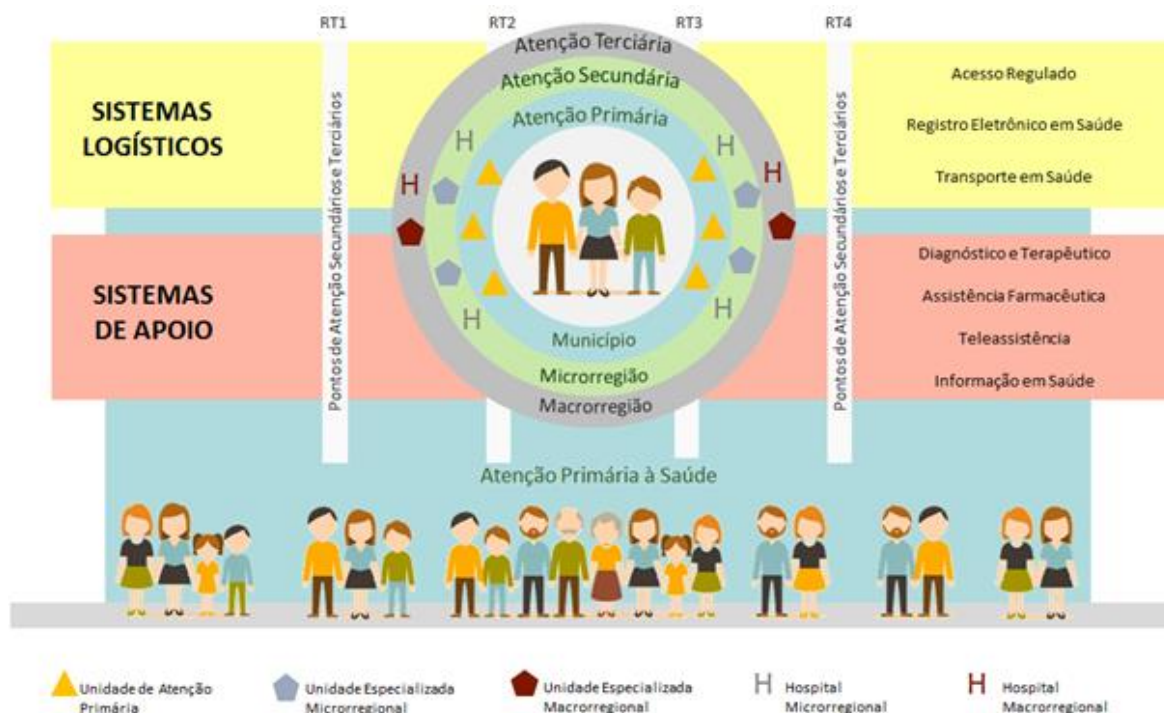 RT1
RT2
RT3
RT4
Atenção Terciária
Atenção Secundária
Atenção Primária
SISTEMAS
LOGÍSTICOS
Acesso Regulado
Registro Eletrônico em Saúde
Transporte em Saúde
H
H
H
H
H
H
Pontos de Atenção Secundários e Terciários
Pontos de Atenção Secundários e Terciários
SISTEMAS
DE APOIO
Diagnóstico e Terapêutico
Assistência Farmacêutica
Teleassistência
Informação em Saúde
Município
Microrregião
Macrorregião
Atenção Primária à Saúde
Unidade de Atenção
Primária
Unidade Especializada
Microrregional
Unidade Especializada
Macrorregional
H Hospital
Microrregional
H Hospital
Macrorregional